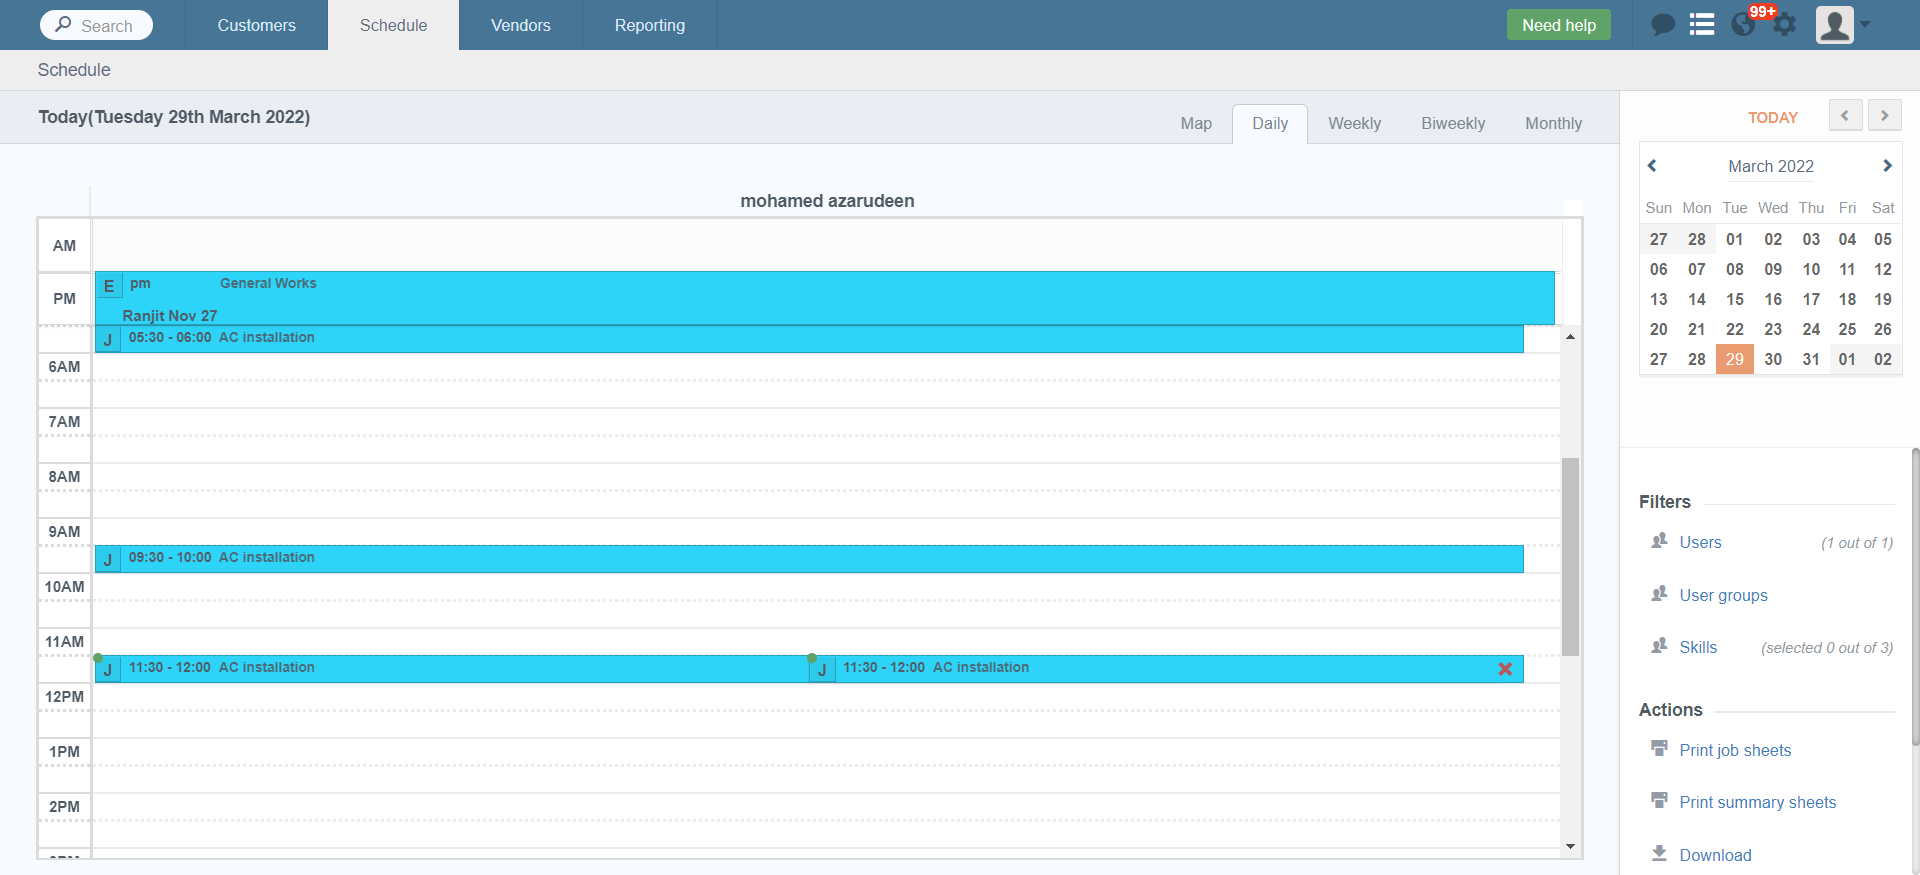 Search Customers Schedule Vendors Reporting Need help 99+
Schedule
Today(Tuesday 29th March 2022) Map Daily Weekly Biweekly Monthly
mohamed azarudeen
AM
PM E pm General Works
Ranjit Nov 27
J 05:30 - 06:00 AC installation
6AM
7AM
8AM
9AM
J 09:30 - 10:00 AC installation
10AM
11AM
J 11:30 - 12:00 AC installation J 11:30 - 12:00 AC installation
12PM
1PM
2PM
TODAY
March 2022
Sun Mon Tue Wed Thu Fri Sat
27 28 01 02 03 04 05
06 07 08 09 10 11 12
13 14 15 16 17 18 19
20 21 22 23 24 25 26
27 28 29 30 31 01 02
Filters
Users (1 out of 1)
User groups
Skills (selected 0 out of 3)
Actions
Print job sheets
Print summary sheets
Download